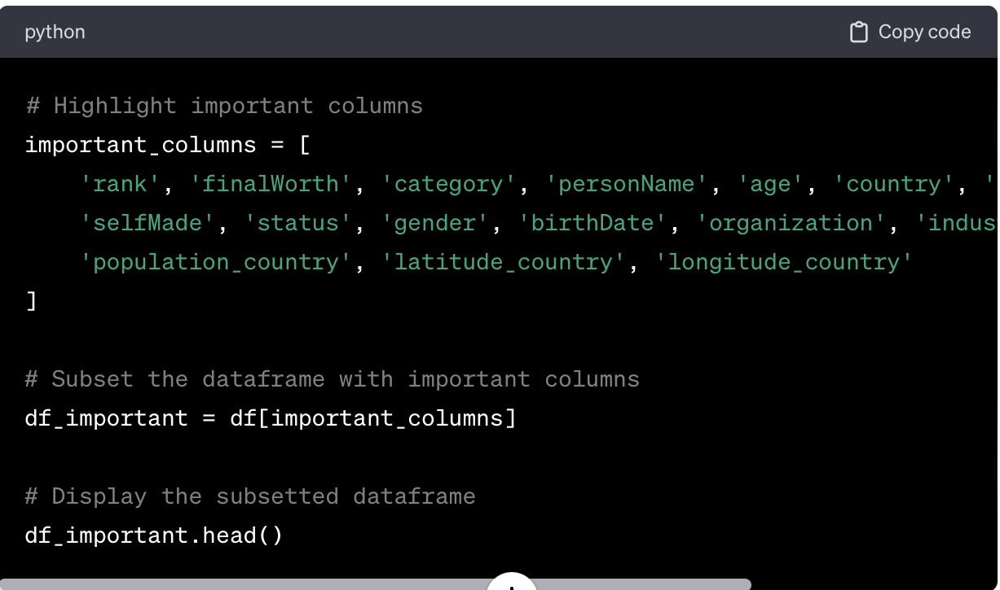 python Copy code
# Highlight important columns
important_columns = [
    'rank', 'finalWorth', 'category', 'personName', 'age', 'country', '
    'selfMade', 'status', 'gender', 'birthDate', 'organization', 'indus
    'population_country', 'latitude_country', 'longitude_country'
]
# Subset the dataframe with important columns
df_important = df[important_columns]
# Display the subsetted dataframe
df_important.head()